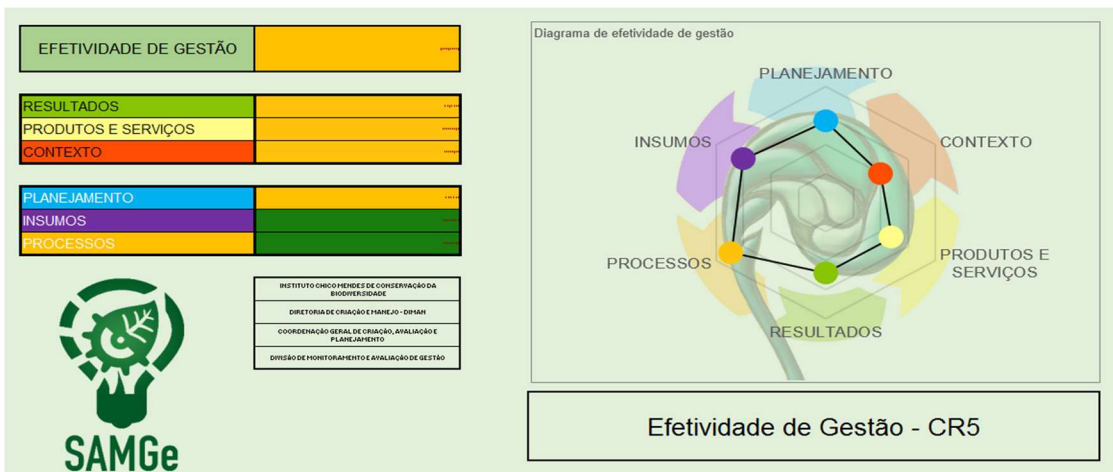 EFETIVIDADE DE GESTÃO
RESULTADOS
PRODUTOS E SERVIÇOS
CONTEXTO
PLANEJAMENTO
INSUMOS
PROCESSOS
SAMGe
INSTITUTO CHICO MENDES DE CONSERVAÇÃO DA
BIODIVERSIDADE
DIRETORIA DE CRIAÇÃO E MANEJO - DIMAN
COORDENAÇÃO GERAL DE CRIAÇÃO, AVALIAÇÃO E
PLANEJAMENTO
DIVISÃO DE MONITORAMENTO E AVALIAÇÃO DE GESTÃO
Diagrama de efetividade de gestão
PLANEJAMENTO
INSUMOS
CONTEXTO
PROCESSOS
PRODUTOS E
SERVIÇOS
RESULTADOS
Efetividade de Gestão - CR5